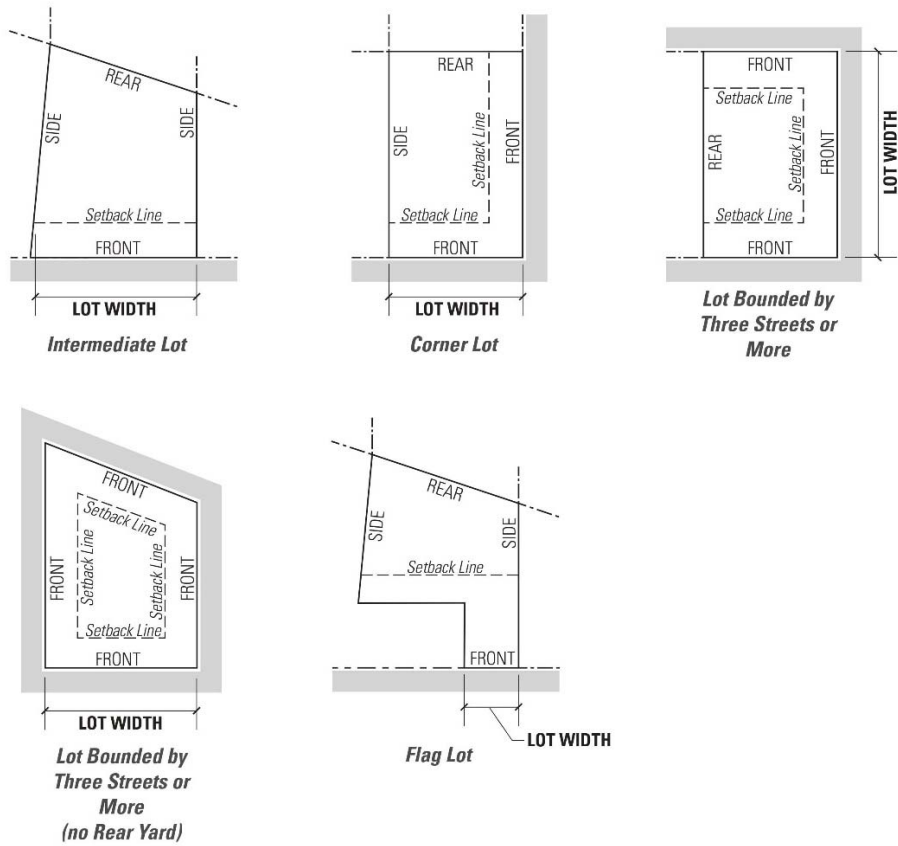 REAR
SIDE
SIDE
Setback Line
FRONT
LOT WIDTH
Intermediate Lot
REAR
SIDE
Setback Line
FRONT
Setback Line
FRONT
LOT WIDTH
Corner Lot
FRONT
Setback Line
REAR
Setback Line
FRONT
LOT WIDTH
Setback Line
FRONT
Lot Bounded by
Three Streets or
More
FRONT
Setback Line
FRONT
Setback Line
Setback Line
FRONT
Setback Line
FRONT
LOT WIDTH
Lot Bounded by
Three Streets or
More
(no Rear Yard)
REAR
SIDE
SIDE
Setback Line
FRONT
LOT WIDTH
Flag Lot